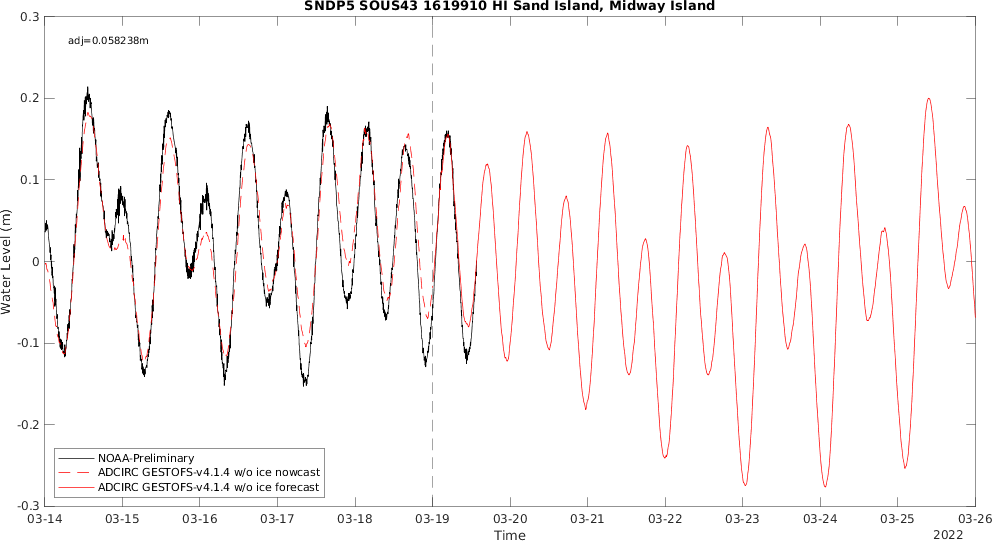 SNDP5 SOUS43 1619910 HI Sand Island, Midway Island
adj=0.058238m
0.3
0.2
0.1
0
-0.1
-0.2
-0.3
Water Level (m)
NOAA-Preliminary
ADCIRC GESTOFS-v4.1.4 w/o ice nowcast
ADCIRC GESTOFS-v4.1.4 w/o ice forecast
03-14 03-15 03-16 03-17 03-18 03-19 03-20 03-21 03-22 03-23 03-24 03-25 03-26
Time
2022